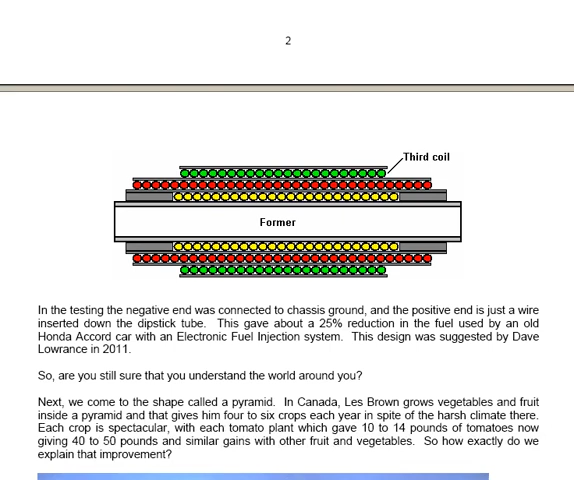 2
Third coil
Former
In the testing the negative end was connected to chassis ground, and the positive end is just a wire
inserted down the dipstick tube. This gave about a 25% reduction in the fuel used by an old
Honda Accord car with an Electronic Fuel Injection system. This design was suggested by Dave
Lowrance in 2011.
So, are you still sure that you understand the world around you?
Next, we come to the shape called a pyramid. In Canada, Les Brown grows vegetables and fruit
inside a pyramid and that gives him four to six crops each year in spite of the harsh climate there.
Each crop is spectacular, with each tomato plant which gave 10 to 14 pounds of tomatoes now
giving 40 to 50 pounds and similar gains with other fruit and vegetables. So how exactly do we
explain that improvement?